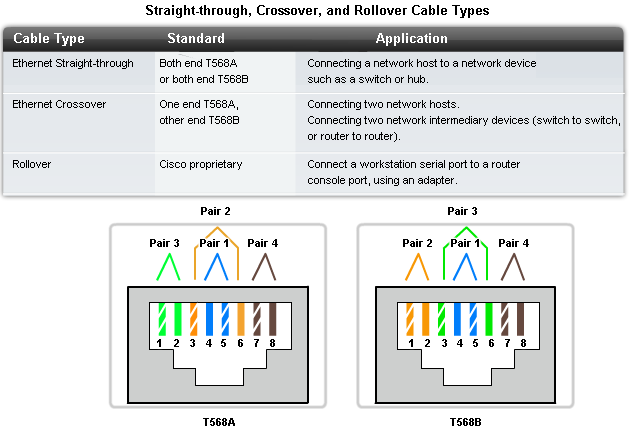 Straight-through, Crossover, and Rollover Cable Types
Cable Type Standard Application
Ethernet Straight-through Both end T568A Connecting a network host to a network device
or both end T568B such as a switch or hub.
Ethernet Crossover One end T568A, Connecting two network hosts.
other end T568B Connecting two network intermediary devices (switch to switch,
or router to router).
Rollover Cisco proprietary Connect a workstation serial port to a router
console port, using an adapter.
Pair 2 Pair 3
Pair 3 Pair 1 Pair 4 Pair 2 Pair 1 Pair 4
1 2 3 4 5 6 7 8 1 2 3 4 5 6 7 8
T568A T568B